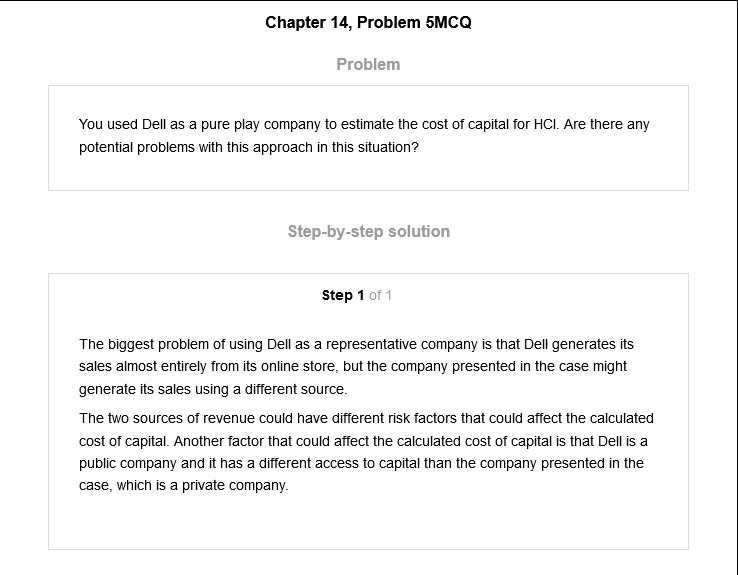 Chapter 14, Problem 5MCQ
Problem
You used Dell as a pure play company to estimate the cost of capital for HCI. Are there any
potential problems with this approach in this situation?
Step-by-step solution
Step 1 of 1
The biggest problem of using Dell as a representative company is that Dell generates its
sales almost entirely from its online store, but the company presented in the case might
generate its sales using a different source.
The two sources of revenue could have different risk factors that could affect the calculated
cost of capital. Another factor that could affect the calculated cost of capital is that Dell is a
public company and it has a different access to capital than the company presented in the
case, which is a private company.